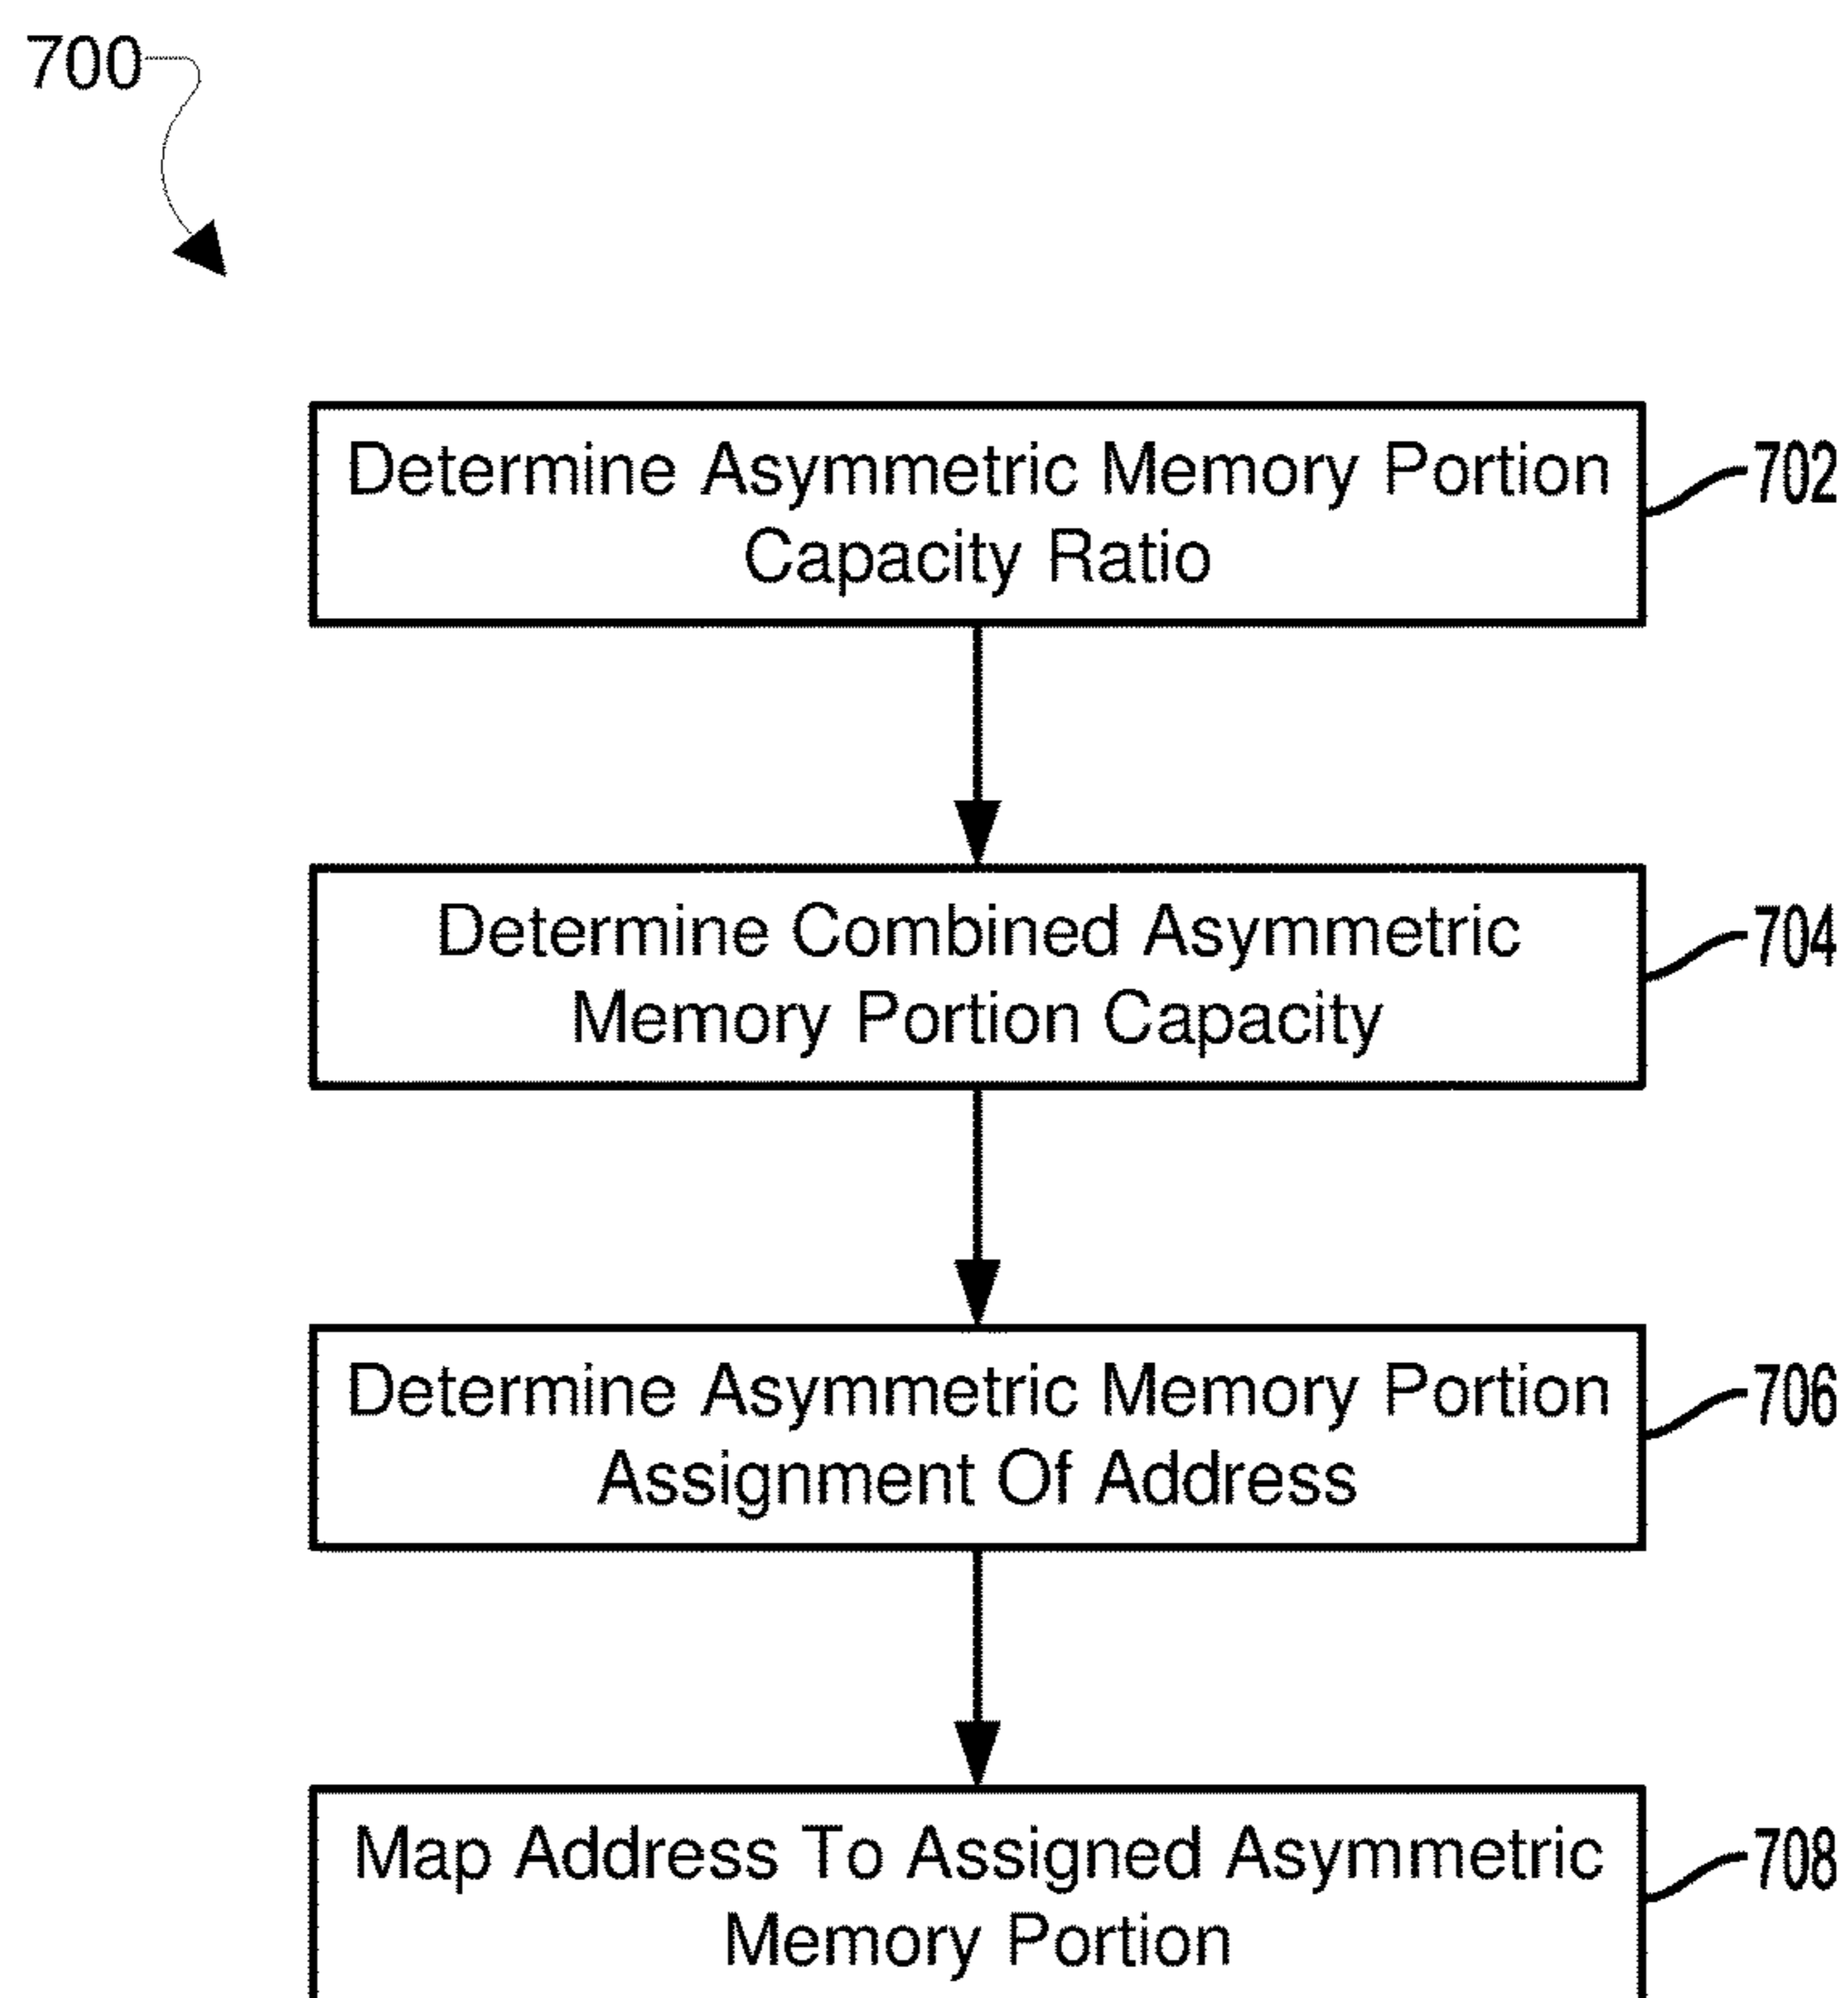 700
Determine Asymmetric Memory Portion
Capacity Ratio
702
Determine Combined Asymmetric
Memory Portion Capacity
704
Determine Asymmetric Memory Portion
Assignment Of Address
706
Map Address To Assigned Asymmetric
Memory Portion
708